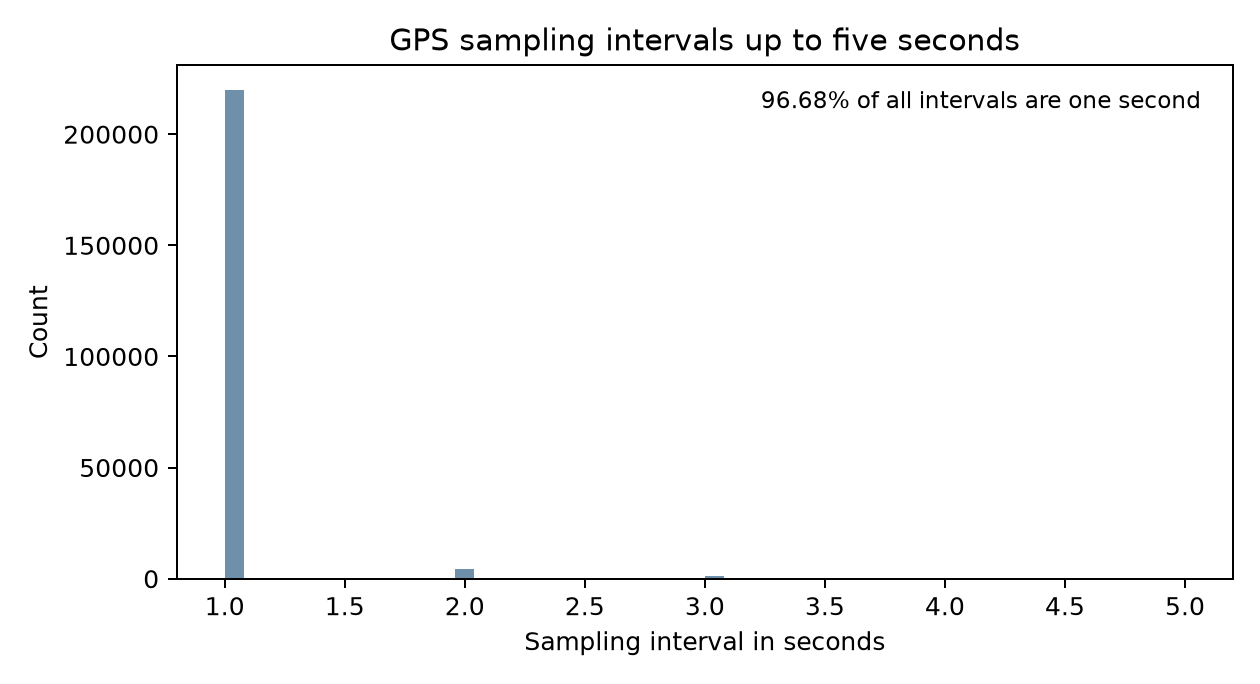 GPS sampling intervals up to five seconds
96.68% of all intervals are one second
Count
200000
150000
100000
50000
0
1.0 1.5 2.0 2.5 3.0 3.5 4.0 4.5 5.0
Sampling interval in seconds